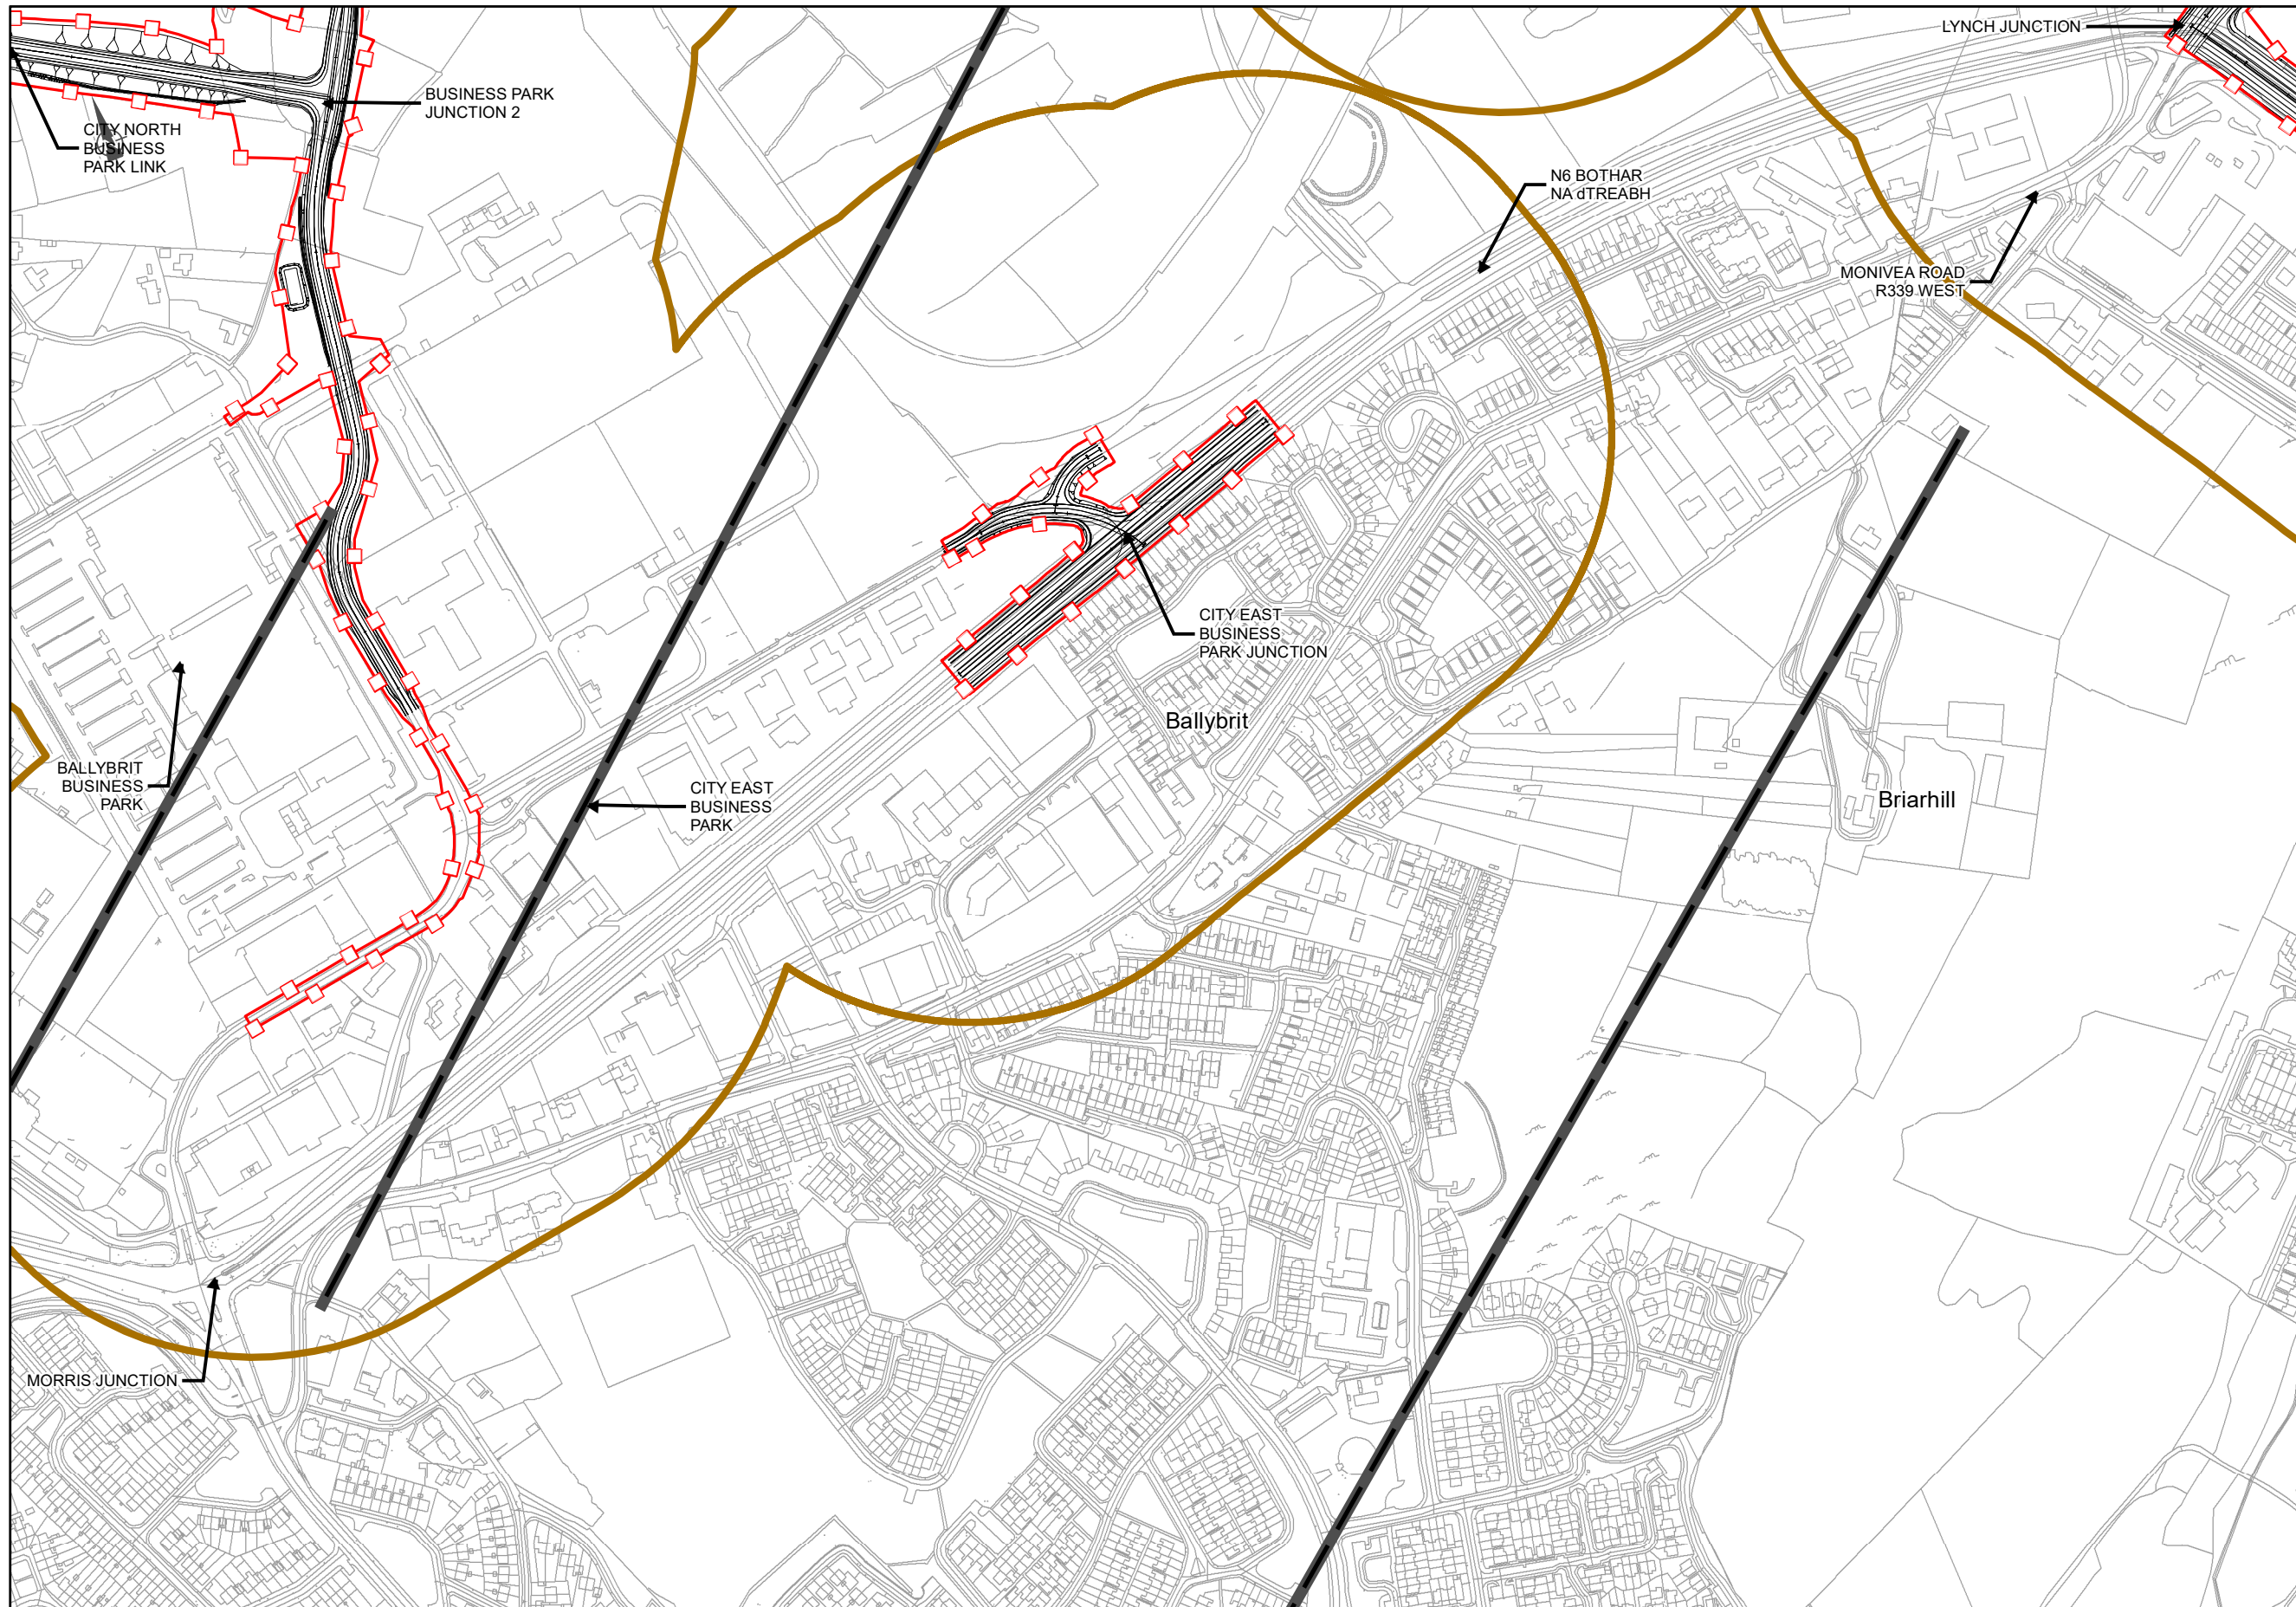 LYNCH JUNCTION
BUSINESS PARK
JUNCTION 2
CITY NORTH
BUSINESS
PARK LINK
N6 BOTHAR
NA dTREABH
MONIVEA ROAD
R339 WEST
CITY EAST
BUSINESS
PARK JUNCTION
Ballybrit
BALLYBRIT
BUSINESS
PARK
CITY EAST
BUSINESS
PARK
Briarhill
MORRIS JUNCTION